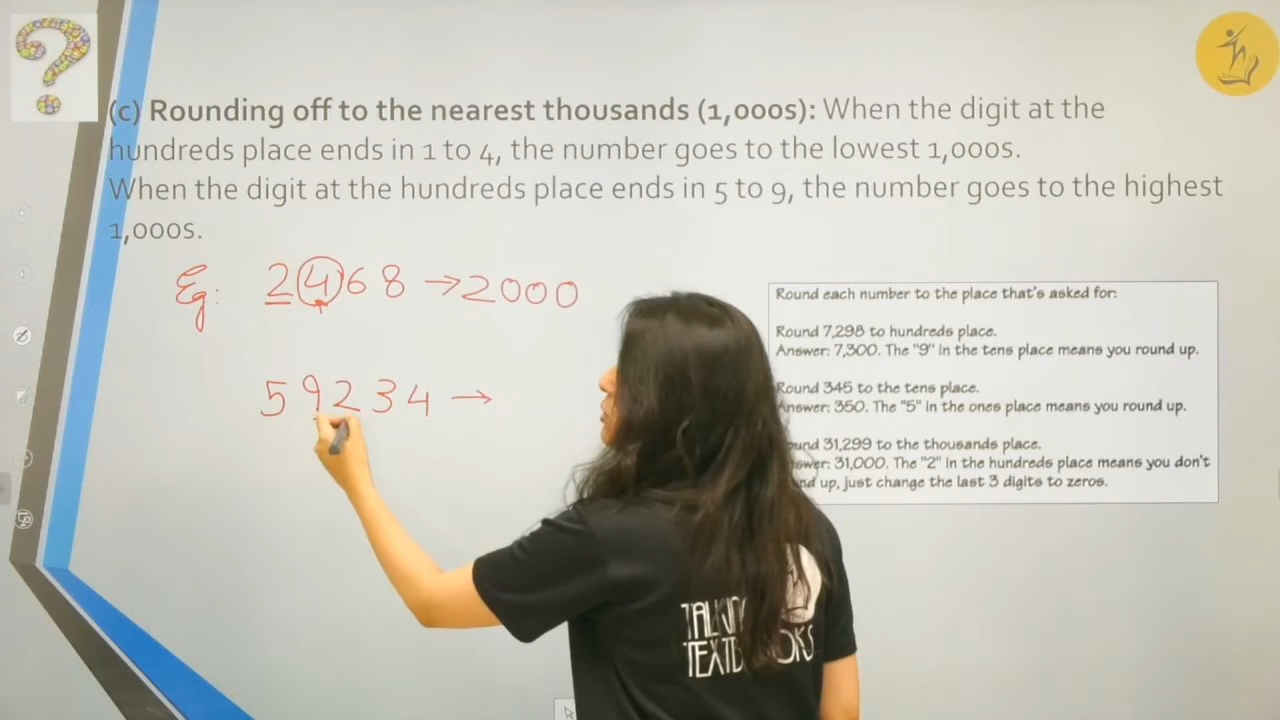 (c) Rounding off to the nearest thousands (1,000s): When the digit at the
hundreds place ends in 1 to 4, the number goes to the lowest 1,000s.
When the digit at the hundreds place ends in 5 to 9, the number goes to the highest
1,000s.
Eg: 2468 → 2000
59234 →
Round each number to the place that's asked for:
Round 7,298 to hundreds place.
Answer: 7,300. The "9" in the tens place means you round up.
Round 345 to the tens place.
Answer: 350. The "5" in the ones place means you round up.
31,299 to the thousands place.
31,000. The "2" in the hundreds place means you don't
up, just change the last 3 digits to zeros.
TALKING